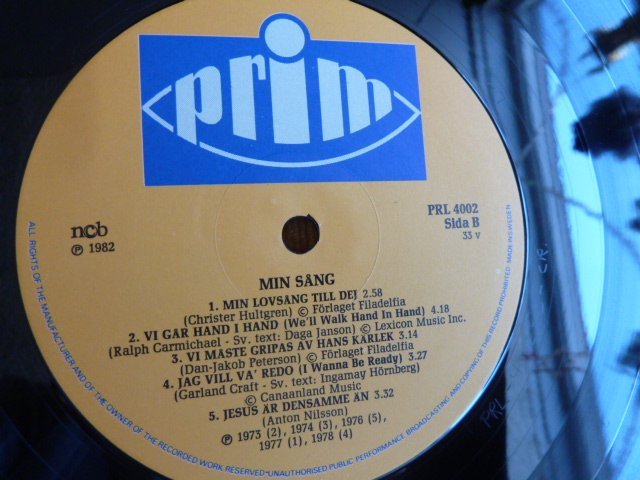 prim
ncb
℗ 1982
PRL 4002
Sida B
33 v
MIN SÅNG
1. MIN LOVSÅNG TILL DEJ 2.58
(Christer Hultgren) © Förlaget Filadelfia
2. VI GÅR HAND I HAND (We'll Walk Hand In Hand) 4.18
(Ralph Carmichael - Sv. text: Daga Janson) © Lexicon Music Inc.
3. VI MÅSTE GRIPAS AV HANS KÄRLEK 3.14
(Dan-Jakob Peterson) © Förlaget Filadelfia
4. JAG VILL VA' REDO (I Wanna Be Ready) 3.27
(Garland Craft - Sv. text: Ingamay Hörnberg)
© Canaanland Music
5. JESUS ÄR DENSAMME ÄN 3.32
(Anton Nilsson)
℗ 1973 (2), 1974 (3), 1976 (5),
1977 (1), 1978 (4)
ALL RIGHTS OF THE MANUFACTURER AND OF THE OWNER OF THE RECORDED WORK RESERVED · UNAUTHORISED PUBLIC PERFORMANCE BROADCASTING AND COPYING OF THIS RECORD PROHIBITED MADE IN SWEDEN
PRL